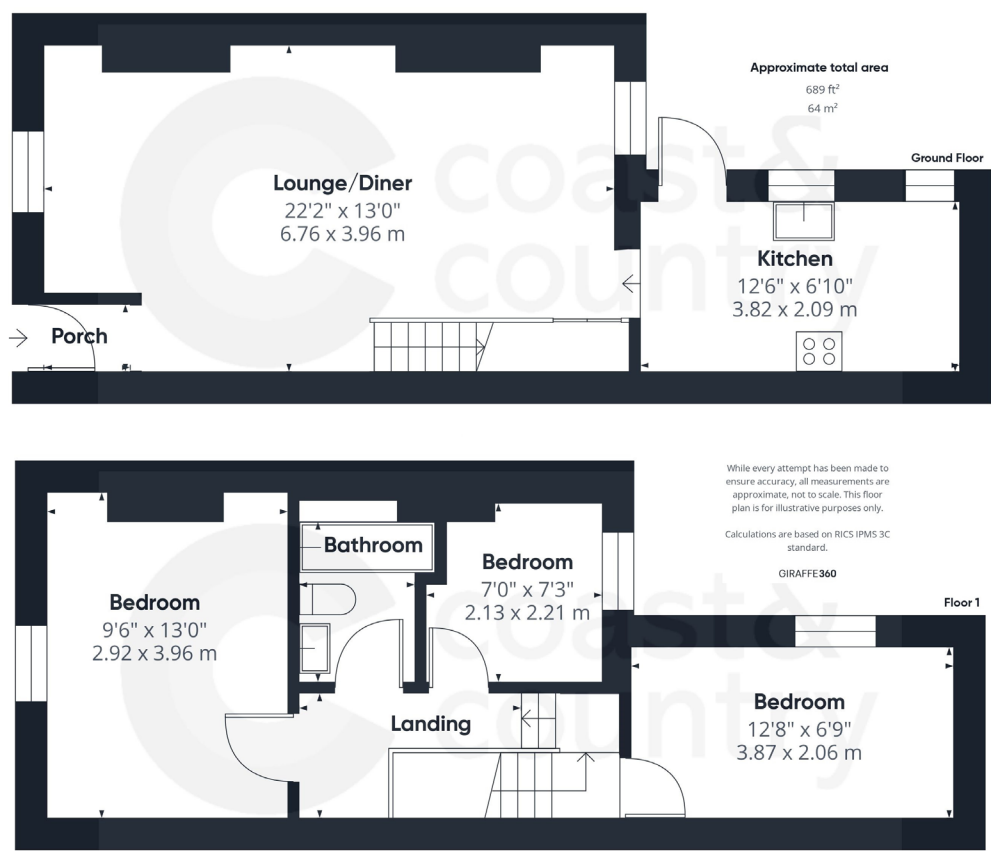 Approximate total area
689 ft²
64 m²
Ground Floor
Lounge/Diner
22'2" x 13'0"
6.76 x 3.96 m
Kitchen
12'6" x 6'10"
3.82 x 2.09 m
Porch
coast&
country
While every attempt has been made to
ensure accuracy, all measurements are
approximate, not to scale. This floor
plan is for illustrative purposes only.
Calculations are based on RICS IPMS 3C
standard.
GIRAFFE360
Floor 1
Bathroom
Bedroom
7'0" x 7'3"
2.13 x 2.21 m
Bedroom
9'6" x 13'0"
2.92 x 3.96 m
Landing
Bedroom
12'8" x 6'9"
3.87 x 2.06 m
coast&
country